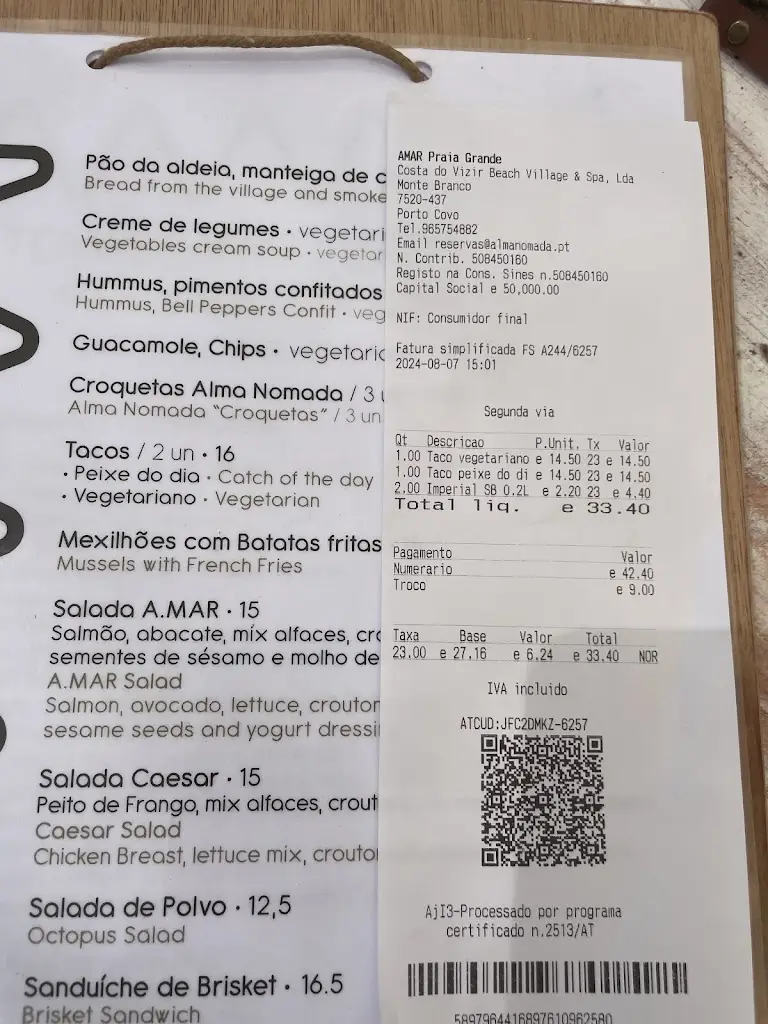 Pão da aldeia, manteiga de c
Bread from the village and smoke
Creme de legumes • vegetari
Vegetables cream soup • vegetar
Hummus, pimentos confitados
Hummus, Bell Peppers Confit • veg
Guacamole, Chips • vegetaric
Croquetas Alma Nomada / 3 u
Alma Nomada "Croquetas" / 3 un
Tacos / 2 un • 16
• Peixe do dia • Catch of the day
• Vegetariano • Vegetarian
Mexilhões com Batatas fritas
Mussels with French Fries
Salada A.MAR • 15
Salmão, abacate, mix alfaces, cro
sementes de sésamo e molho de
A.MAR Salad
Salmon, avocado, lettuce, crouton
sesame seeds and yogurt dressi
Salada Caesar • 15
Peito de Frango, mix alfaces, crout
Caesar Salad
Chicken Breast, lettuce mix, crouto
Salada de Polvo • 12,5
Octopus Salad
Sanduíche de Brisket • 16.5
Brisket Sandwich
AMAR Praia Grande
Costa do Vizir Beach Village & Spa, Lda
Monte Branco
7520-437
Porto Covo
Tel.965754882
Email reservas@almanomada.pt
N. Contrib. 508450160
Registo na Cons. Sines n.508450160
Capital Social e 50,000.00
NIF: Consumidor final
Fatura simplificada FS A244/6257
2024-08-07 15:01
Segunda via
Qt Descricao P.Unit. Tx Valor
1.00 Taco vegetariano e 14.50 23 e 14.50
1.00 Taco peixe do di e 14.50 23 e 14.50
2.00 Imperial SB 0.2L e 2.20 23 e 4.40
Total liq. e 33.40
Pagamento Valor
Numerario e 42.40
Troco e 9.00
Taxa Base Valor Total
23.00 e 27.16 e 6.24 e 33.40 NOR
IVA incluido
ATCUD:JFC2DMKZ-6257
AjI3-Processado por programa
certificado n.2513/AT
5897964416897610962580